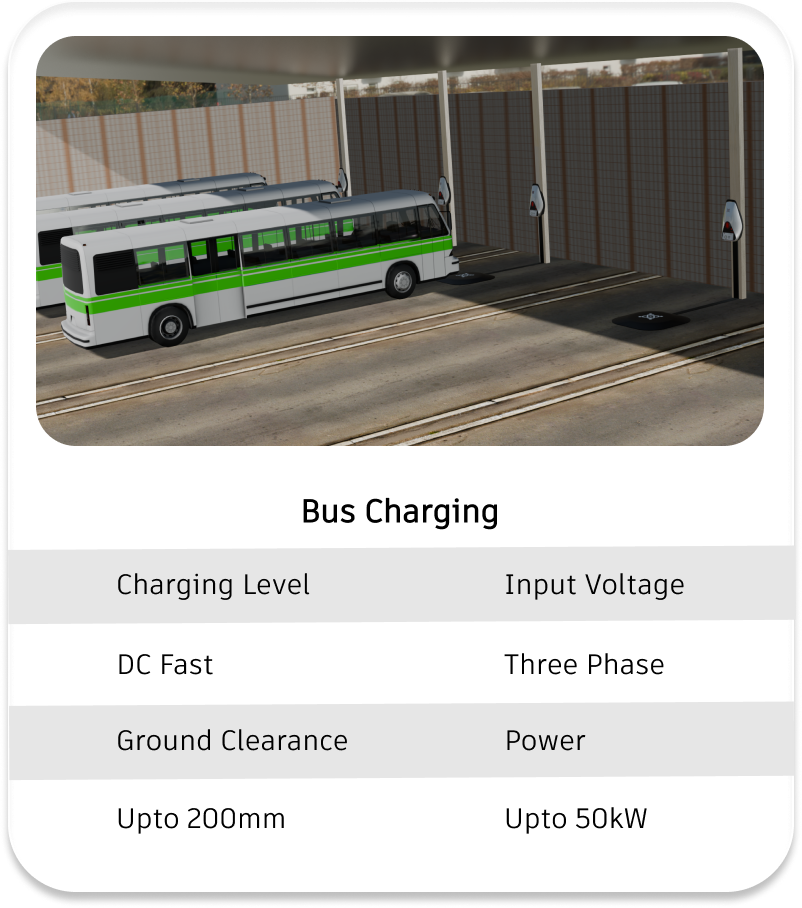 Bus Charging
Charging Level Input Voltage
DC Fast Three Phase
Ground Clearance Power
Upto 200mm Upto 50kW